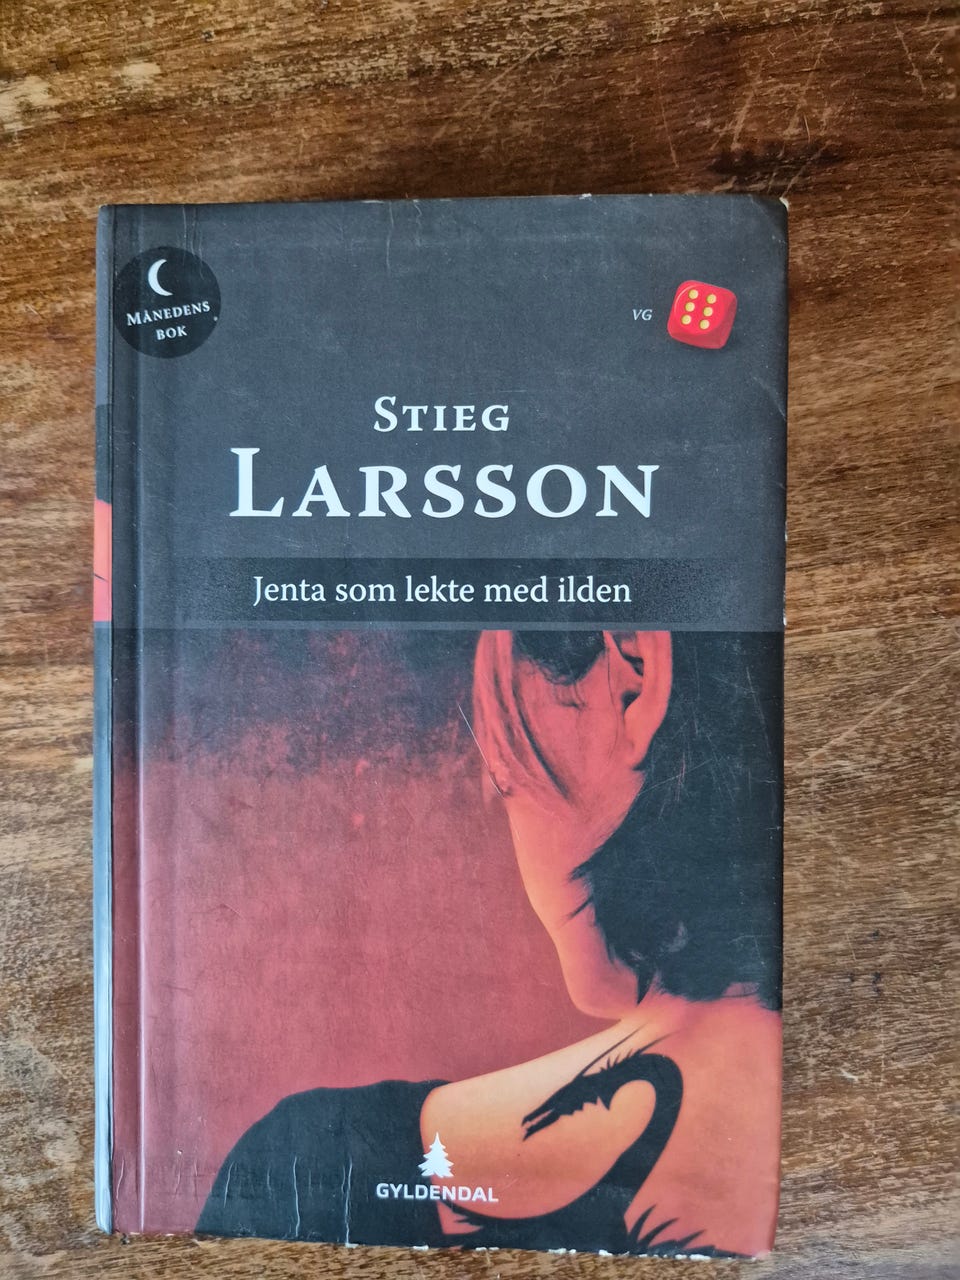 MÅNEDENS
BOK
VG
STIEG
LARSSON
Jenta som lekte med ilden
GYLDENDAL